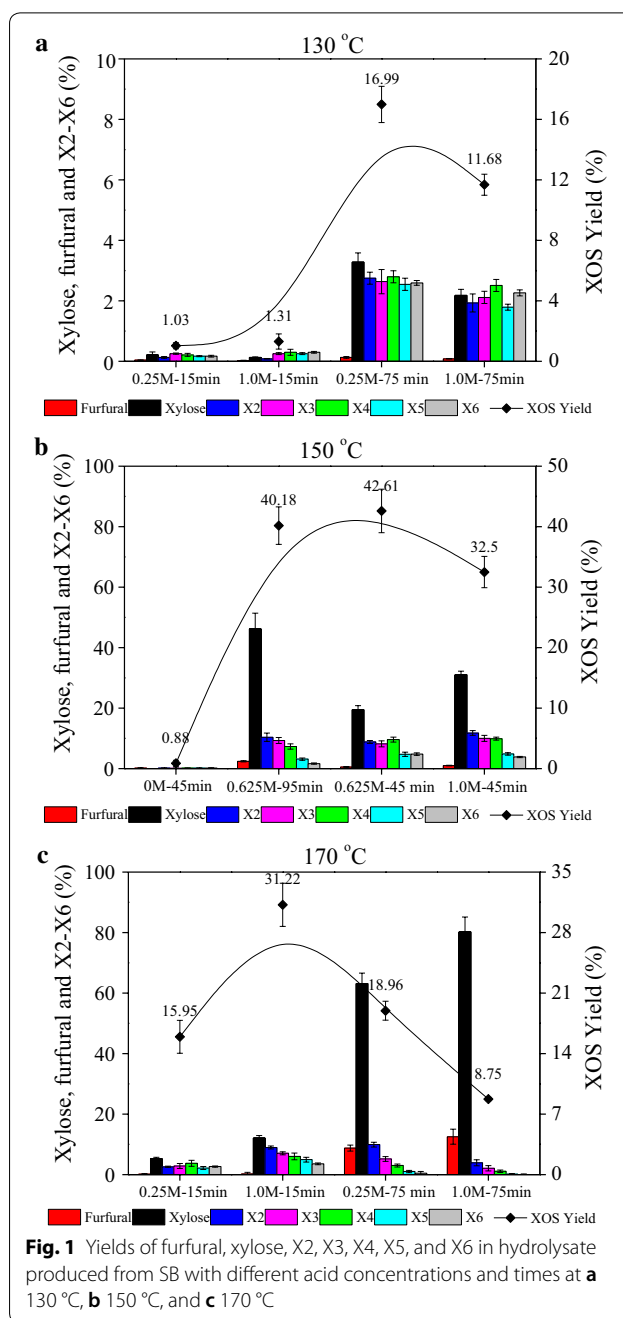 a
130 °C
Xylose, furfural and X2-X6 (%)
10
8
6
4
2
0
XOS Yield (%)
20
16
12
8
4
0
1.03
1.31
16.99
11.68
0.25M-15min
1.0M-15min
0.25M-75 min
1.0M-75min
Furfural Xylose X2 X3 X4 X5 X6 XOS Yield
b
150 °C
Xylose, furfural and X2-X6 (%)
100
80
60
40
20
0
XOS Yield (%)
50
40
30
20
10
0
0.88
40.18
42.61
32.5
0M-45min
0.625M-95min
0.625M-45 min
1.0M-45min
Furfural Xylose X2 X3 X4 X5 X6 XOS Yield
c
170 °C
Xylose, furfural and X2-X6 (%)
100
80
60
40
20
0
XOS Yield (%)
35
28
21
14
7
0
15.95
31.22
18.96
8.75
0.25M-15min
1.0M-15min
0.25M-75 min
1.0M-75min
Furfural Xylose X2 X3 X4 X5 X6 XOS Yield
Fig. 1 Yields of furfural, xylose, X2, X3, X4, X5, and X6 in hydrolysate
produced from SB with different acid concentrations and times at a
130 °C, b 150 °C, and c 170 °C